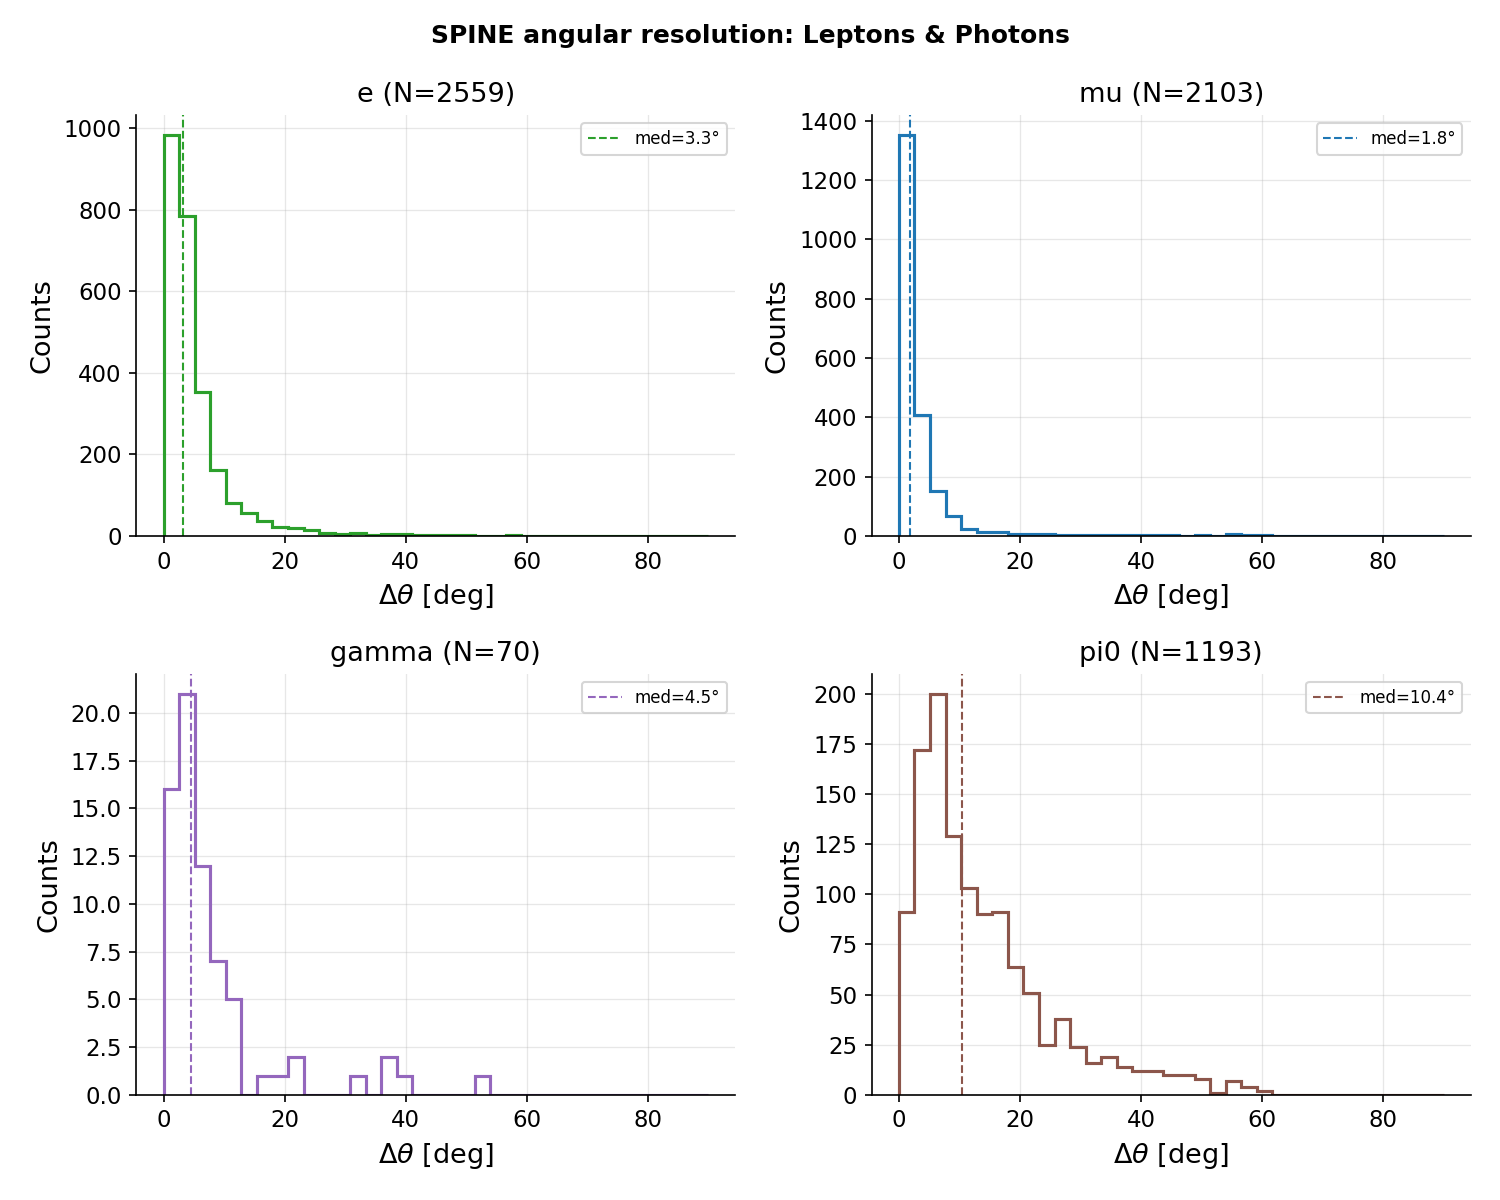 SPINE angular resolution: Leptons & Photons
e (N=2559)
med=3.3°
1000
800
600
400
200
0
Counts
0 20 40 60 80
Δθ [deg]
mu (N=2103)
med=1.8°
1400
1200
1000
800
600
400
200
0
Counts
0 20 40 60 80
Δθ [deg]
gamma (N=70)
med=4.5°
20.0
17.5
15.0
12.5
10.0
7.5
5.0
2.5
0.0
Counts
0 20 40 60 80
Δθ [deg]
pi0 (N=1193)
med=10.4°
200
175
150
125
100
75
50
25
0
Counts
0 20 40 60 80
Δθ [deg]